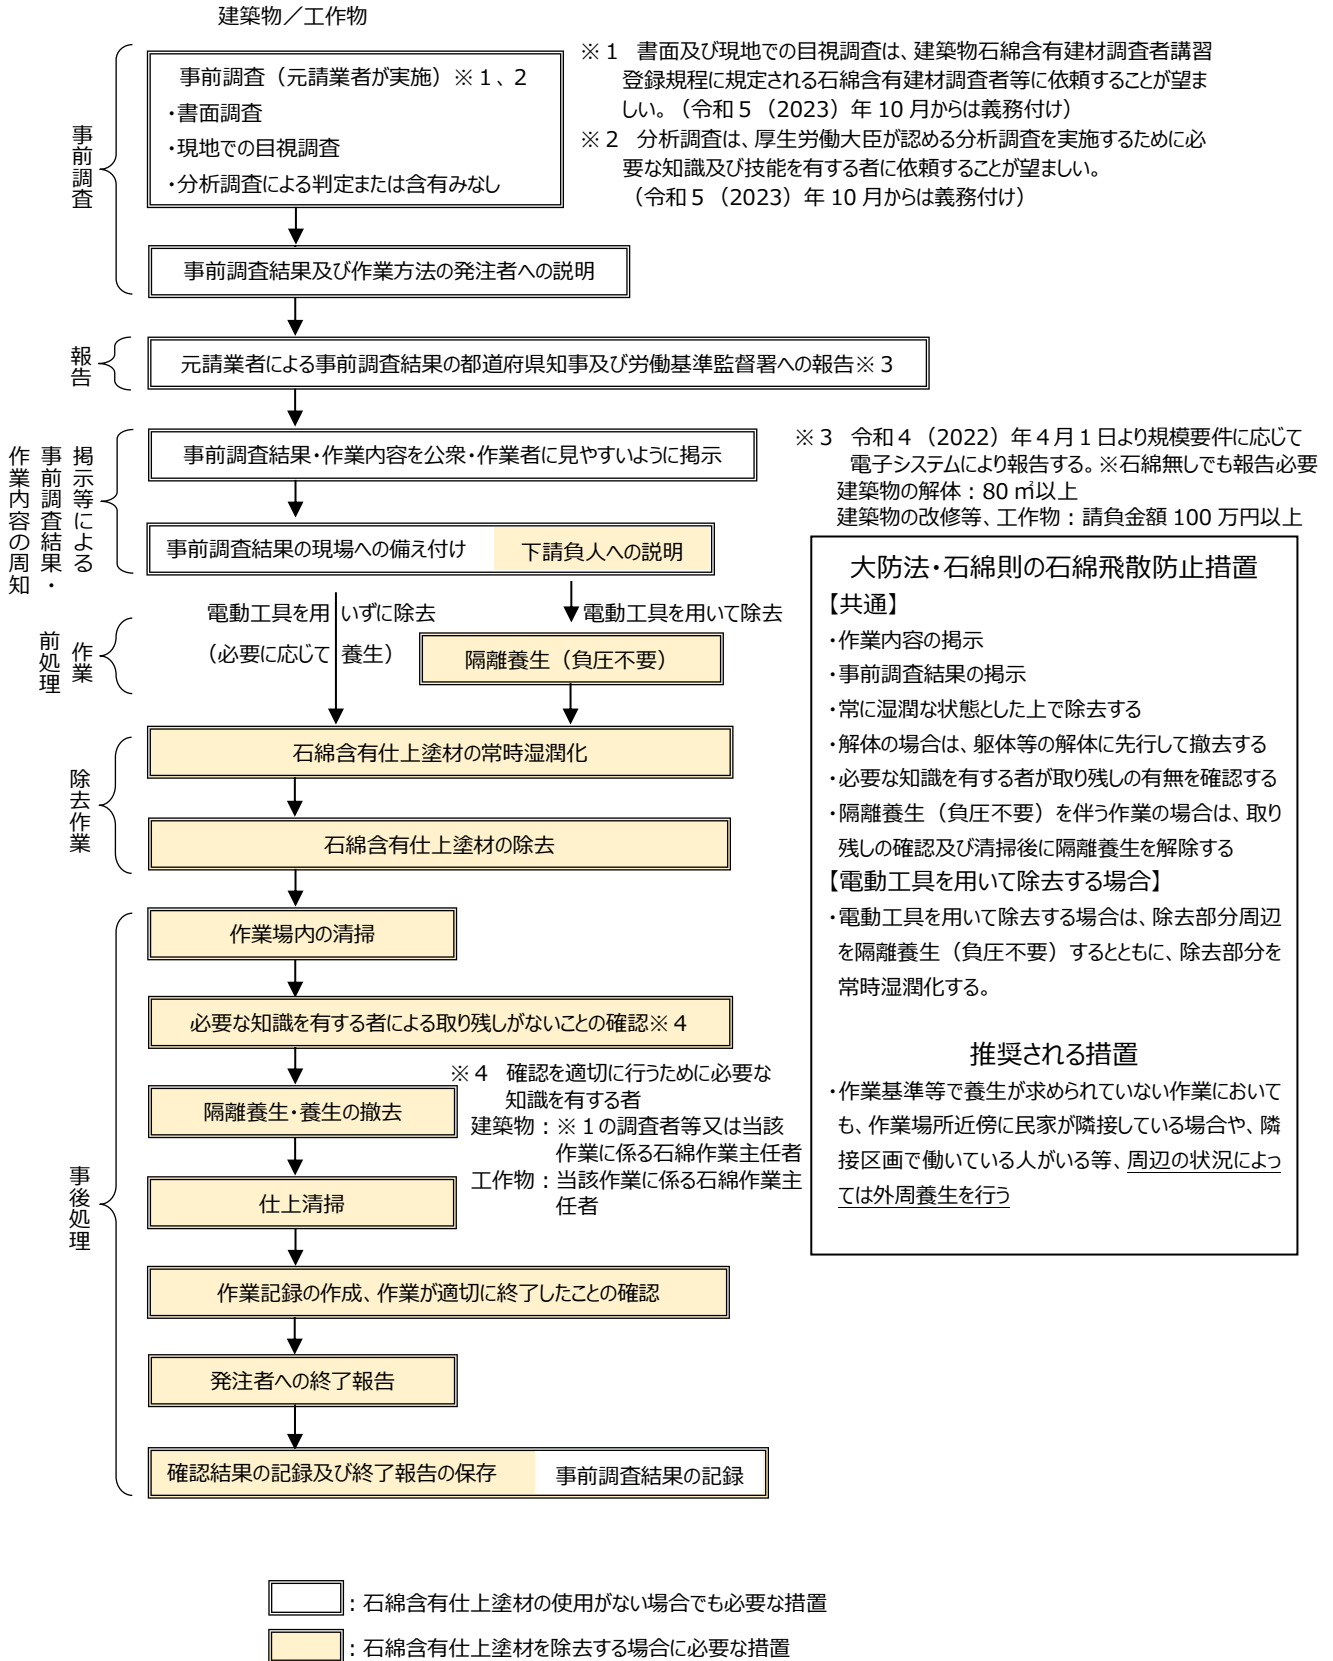 建築物／工作物
事前調査（元請業者が実施）※１、２
・書面調査
・現地での目視調査
・分析調査による判定または含有みなし
※１　書面及び現地での目視調査は、建築物石綿含有建材調査者講習
登録規程に規定される石綿含有建材調査者等に依頼することが望ま
しい。（令和５（2023）年 10 月からは義務付け）
※２　分析調査は、厚生労働大臣が認める分析調査を実施するために必
要な知識及び技能を有する者に依頼することが望ましい。
（令和５（2023）年 10 月からは義務付け）
事前調査
事前調査結果及び作業方法の発注者への説明
報告
元請業者による事前調査結果の都道府県知事及び労働基準監督署への報告※３
掲示等による
事前調査結果・
作業内容の周知
事前調査結果・作業内容を公衆・作業者に見やすいように掲示
事前調査結果の現場への備え付け
下請負人への説明
※３　令和４（2022）年４月１日より規模要件に応じて
電子システムにより報告する。※石綿無しでも報告必要
建築物の解体：80 ㎡以上
建築物の改修等、工作物：請負金額 100 万円以上
電動工具を用いずに除去
（必要に応じて養生）
電動工具を用いて除去
作業
前処理
隔離養生（負圧不要）
除去作業
石綿含有仕上塗材の常時湿潤化
石綿含有仕上塗材の除去
大防法・石綿則の石綿飛散防止措置
【共通】
・作業内容の掲示
・事前調査結果の掲示
・常に湿潤な状態とした上で除去する
・解体の場合は、躯体等の解体に先行して撤去する
・必要な知識を有する者が取り残しの有無を確認する
・隔離養生（負圧不要）を伴う作業の場合は、取り
残しの確認及び清掃後に隔離養生を解除する
【電動工具を用いて除去する場合】
・電動工具を用いて除去する場合は、除去部分周辺
を隔離養生（負圧不要）するとともに、除去部分を
常時湿潤化する。
推奨される措置
・作業基準等で養生が求められていない作業において
も、作業場所近傍に民家が隣接している場合や、隣
接区画で働いている人がいる等、周辺の状況によっ
ては外周養生を行う
事後処理
作業場内の清掃
必要な知識を有する者による取り残しがないことの確認※４
隔離養生・養生の撤去
※４　確認を適切に行うために必要な
知識を有する者
建築物：※１の調査者等又は当該
作業に係る石綿作業主任者
工作物：当該作業に係る石綿作業主
任者
仕上清掃
作業記録の作成、作業が適切に終了したことの確認
発注者への終了報告
確認結果の記録及び終了報告の保存
事前調査結果の記録
：石綿含有仕上塗材の使用がない場合でも必要な措置
：石綿含有仕上塗材を除去する場合に必要な措置